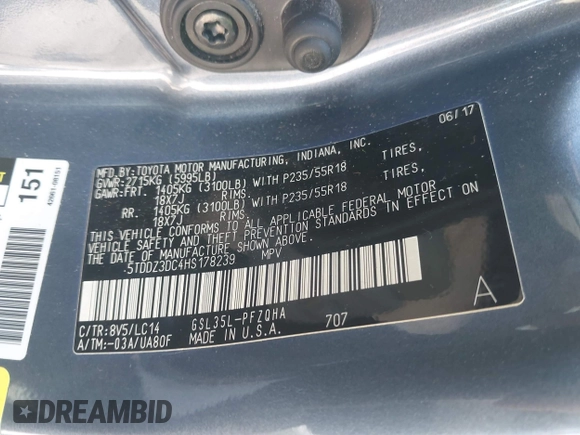 06/17
MFD.BY:TOYOTA MOTOR MANUFACTURING, INDIANA, INC.
GVWR:2715KG (5995LB)
GAWR:FRT. 1405KG (3100LB) WITH P235/55R18 TIRES,
18X7J RIMS.
RR. 1405KG (3100LB) WITH P235/55R18 TIRES,
18X7J RIMS.
THIS VEHICLE CONFORMS TO ALL APPLICABLE FEDERAL MOTOR
VEHICLE SAFETY AND THEFT PREVENTION STANDARDS IN EFFECT ON
THE DATE OF MANUFACTURE SHOWN ABOVE.
5TDDZ3DC4HS178239 MPV
C/TR:8V5/LC14 GSL35L-PFZQHA
A/TM:-03A/UA80F MADE IN U.S.A. 707
A
151
DREAMBID